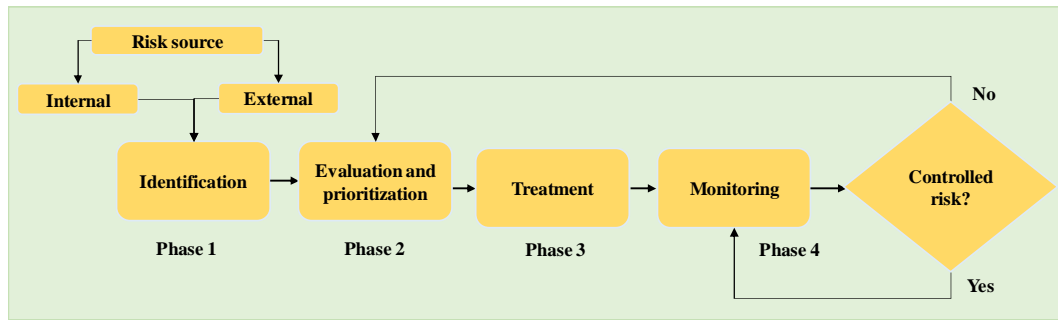 Risk source
Internal
External
No
Identification
Evaluation and
prioritization
Treatment
Monitoring
Controlled
risk?
Phase 1
Phase 2
Phase 3
Phase 4
Yes